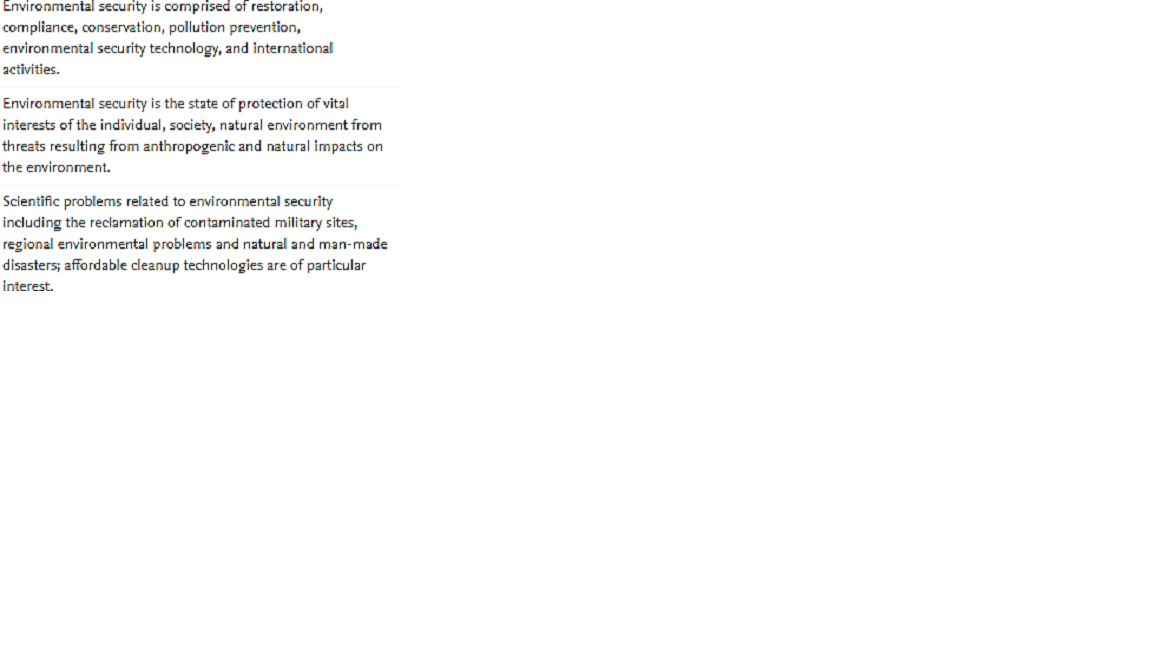 Environmental security is comprised of restoration,
compliance, conservation, pollution prevention,
environmental security technology, and international
activities.
Environmental security is the state of protection of vital
interests of the individual, society, natural environment from
threats resulting from anthropogenic and natural impacts on
the environment.
Scientific problems related to environmental security
including the reclamation of contaminated military sites,
regional environmental problems and natural and man-made
disasters; affordable cleanup technologies are of particular
interest.